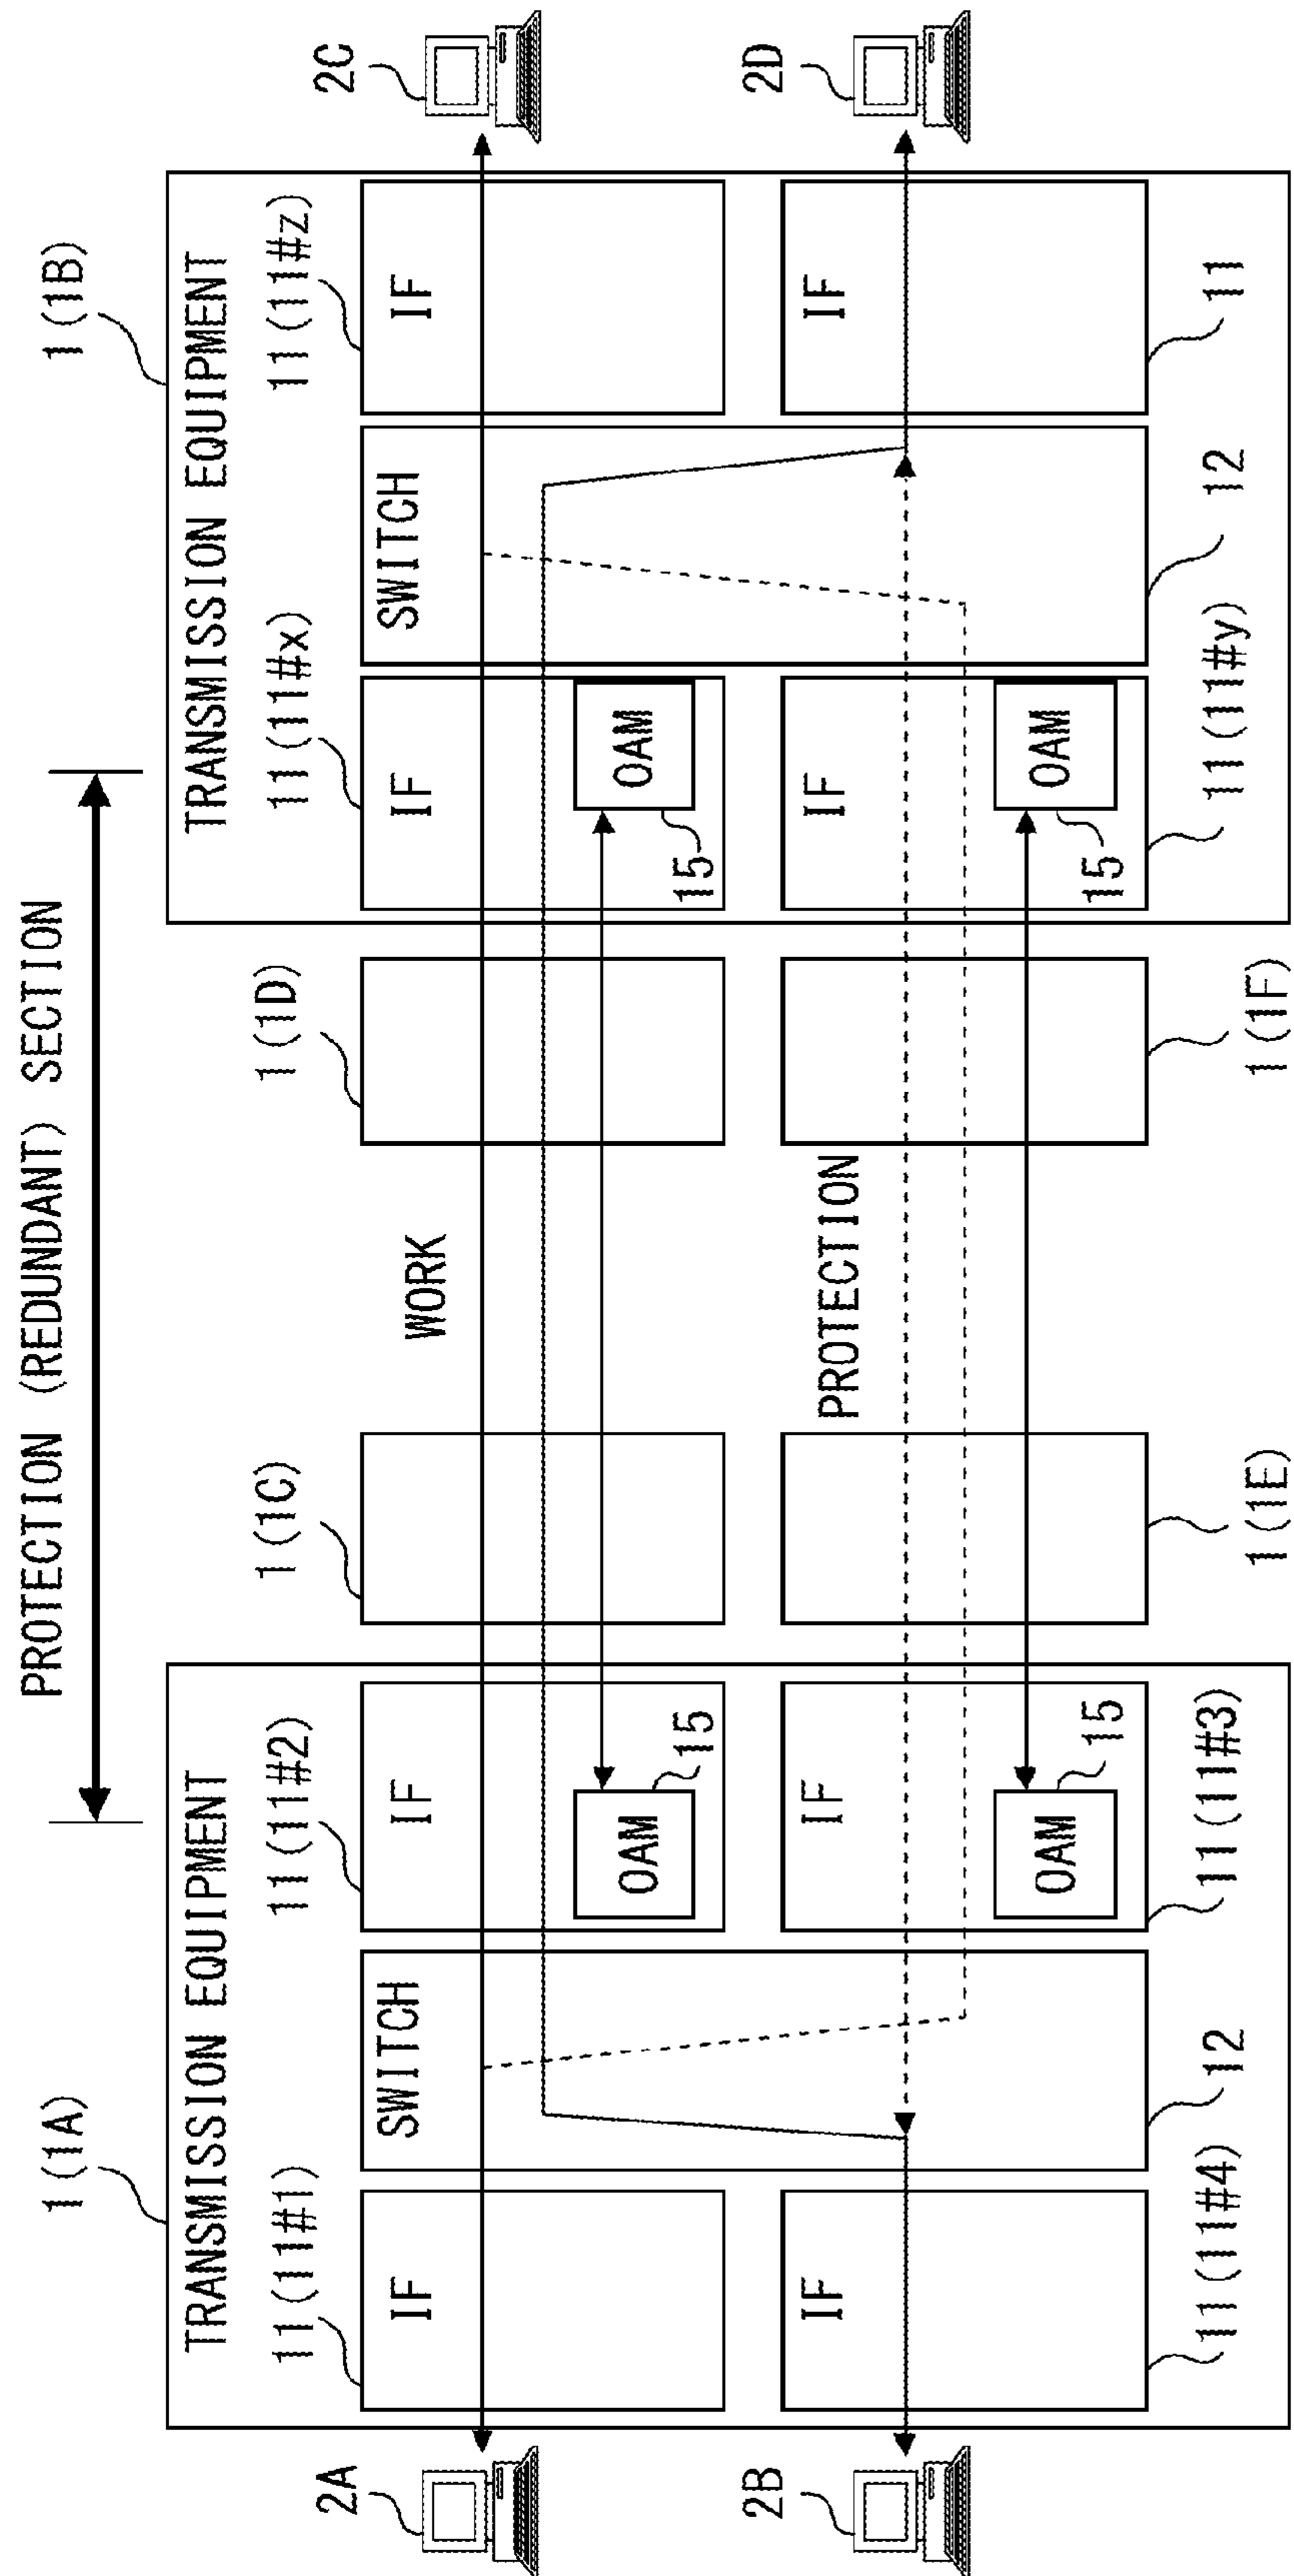 PROTECTION (REDUNDANT) SECTION
1(1A)
1(1B)
TRANSMISSION EQUIPMENT
TRANSMISSION EQUIPMENT
11(11#1)
11(11#2)
1(1C)
1(1D)
11(11#x)
11(11#z)
2A
2C
IF
SWITCH
IF
WORK
IF
SWITCH
IF
OAM
15
15
OAM
2B
2D
IF
IF
PROTECTION
IF
IF
OAM
15
15
OAM
11(11#4)
12
11(11#3)
1(1E)
1(1F)
11(11#y)
12
11